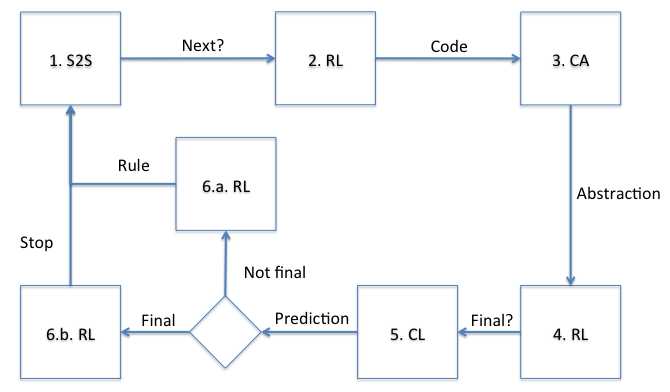 1. S2S
Next?
2. RL
Code
3. CA
Rule
6.a. RL
Abstraction
Stop
Not final
6.b. RL
Final
Prediction
5. CL
Final?
4. RL